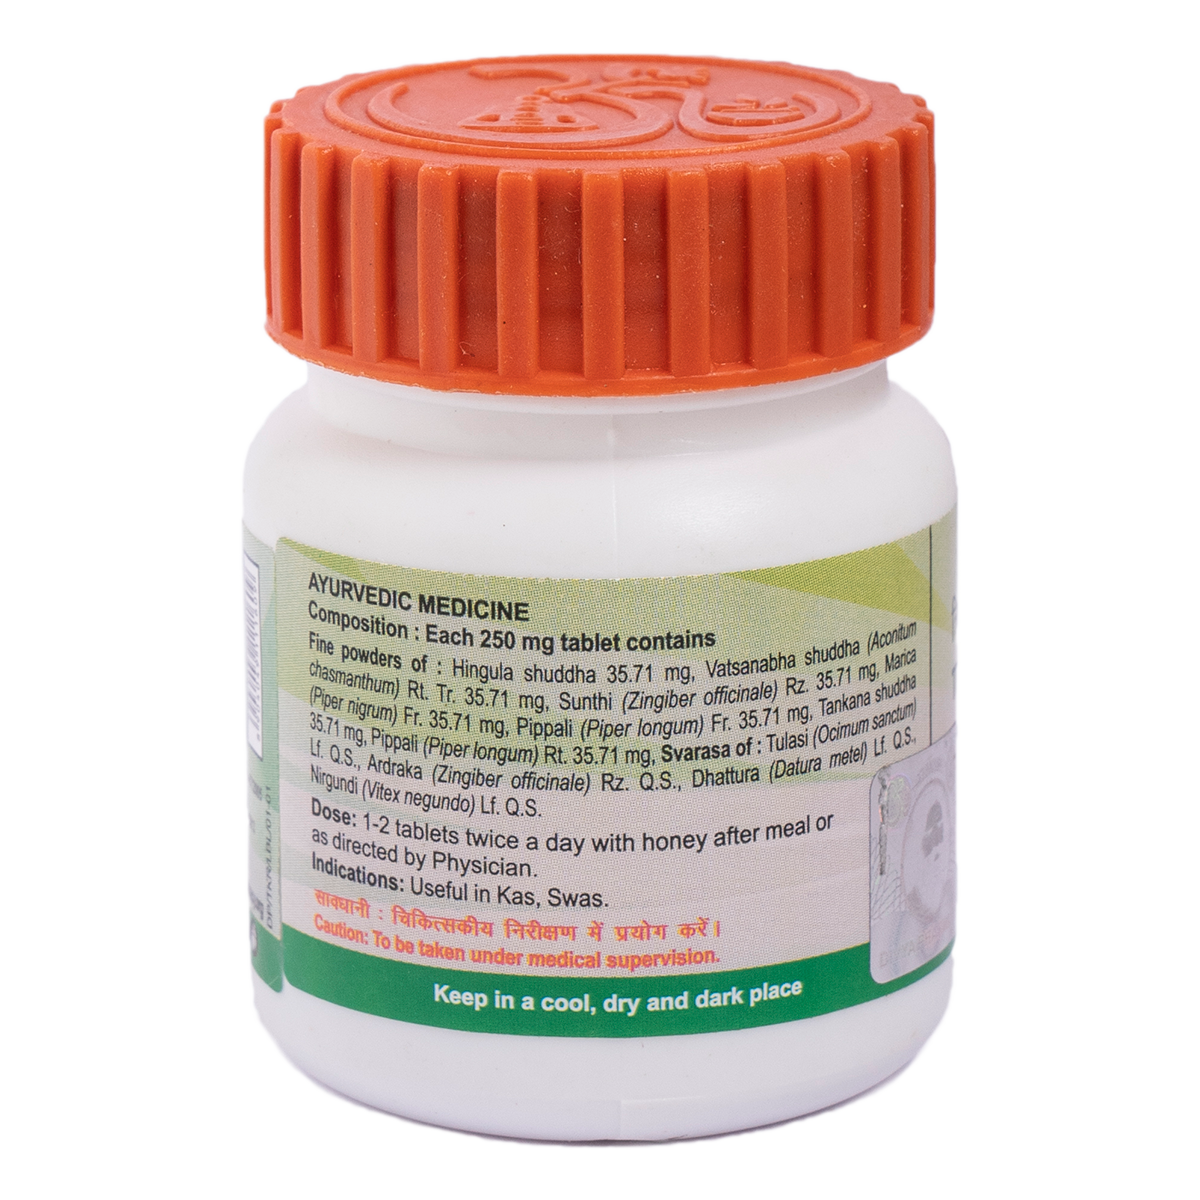 AYURVEDIC MEDICINE
Composition : Each 250 mg tablet contains
Fine powders of : Hingula shuddha 35.71 mg, Vatsanabha shuddha (Aconitum
chasmanthum) Rt. Tr. 35.71 mg, Sunthi (Zingiber officinale) Rz. 35.71 mg, Marica
(Piper nigrum) Fr. 35.71 mg, Pippali (Piper longum) Fr. 35.71 mg, Tankana shuddha
35.71 mg, Pippali (Piper longum) Rt. 35.71 mg, Svarasa of : Tulasi (Ocimum sanctum)
Lf. Q.S., Ardraka (Zingiber officinale) Rz. Q.S., Dhattura (Datura metel) Lf. Q.S.,
Nirgundi (Vitex negundo) Lf. Q.S.
Dose: 1-2 tablets twice a day with honey after meal or
as directed by Physician.
Indications: Useful in Kas, Swas.
सावधानी : चिकित्सकीय निरीक्षण में प्रयोग करें।
Caution: To be taken under medical supervision.
Keep in a cool, dry and dark place